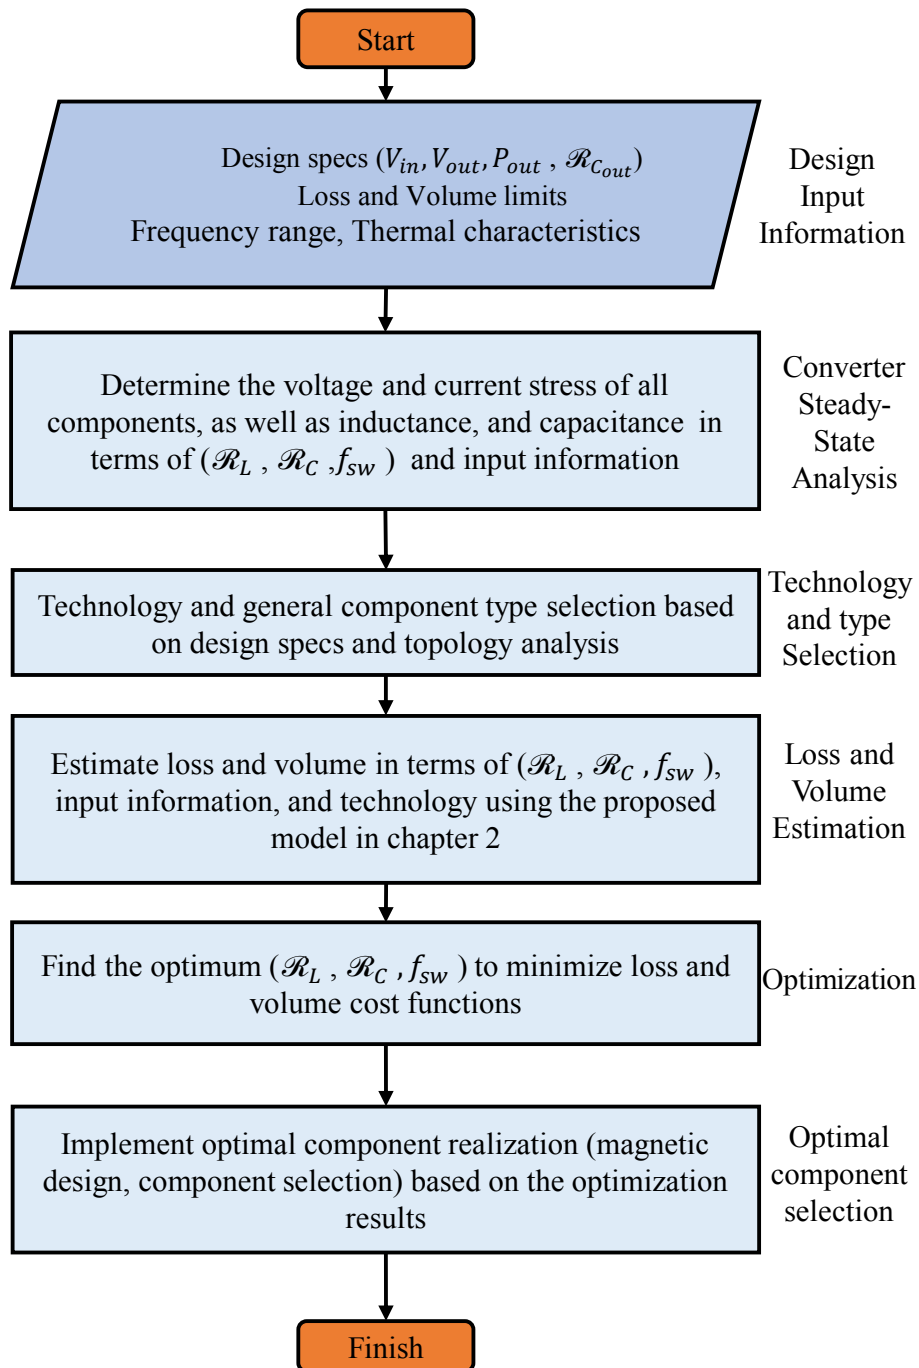 Start
Design specs (V_in, V_out, P_out , ℛ_C_out)
Loss and Volume limits
Frequency range, Thermal characteristics
Design
Input
Information
Determine the voltage and current stress of all
components, as well as inductance, and capacitance in
terms of (ℛ_L , ℛ_C ,f_sw ) and input information
Converter
Steady-
State
Analysis
Technology and general component type selection based
on design specs and topology analysis
Technology
and type
Selection
Estimate loss and volume in terms of (ℛ_L , ℛ_C , f_sw ),
input information, and technology using the proposed
model in chapter 2
Loss and
Volume
Estimation
Find the optimum (ℛ_L , ℛ_C , f_sw ) to minimize loss and
volume cost functions
Optimization
Implement optimal component realization (magnetic
design, component selection) based on the optimization
results
Optimal
component
selection
Finish